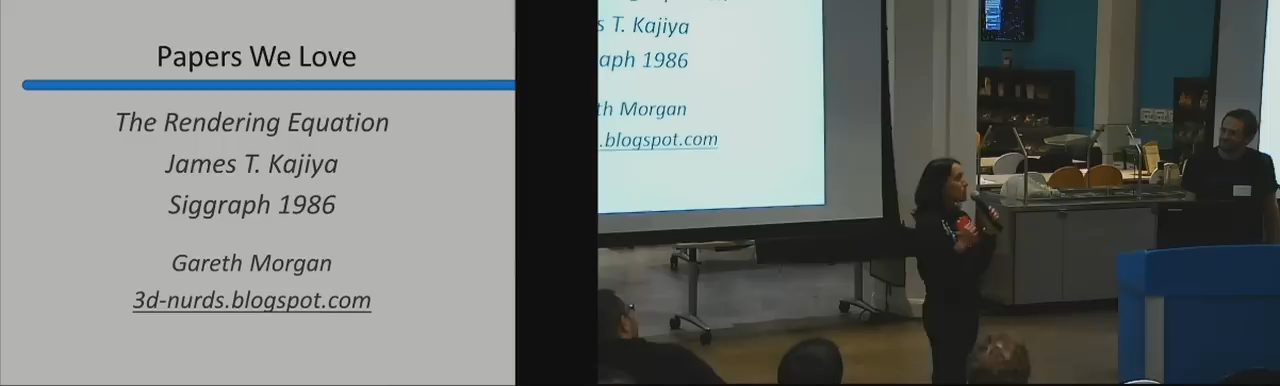 Papers We Love
The Rendering Equation
James T. Kajiya
Siggraph 1986
Gareth Morgan
3d-nurds.blogspot.com
s T. Kajiya
aph 1986
th Morgan
.blogspot.com